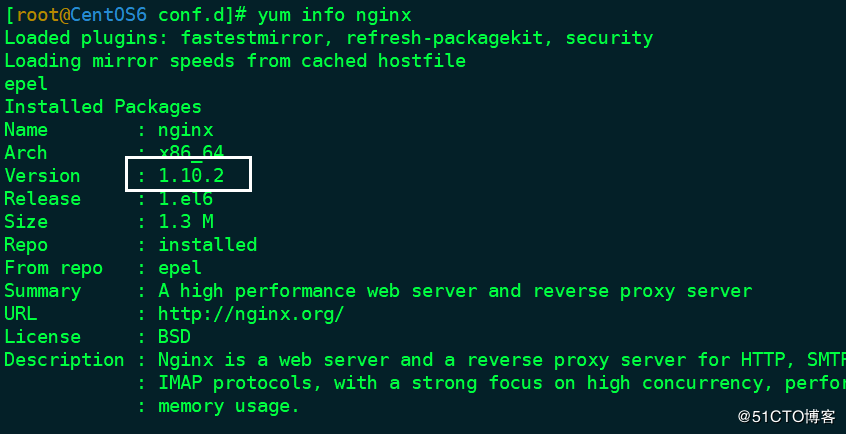 [root@CentOS6 conf.d]# yum info nginx
Loaded plugins: fastestmirror, refresh-packagekit, security
Loading mirror speeds from cached hostfile
epel
Installed Packages
Name        : nginx
Arch        : x86_64
Version     : 1.10.2
Release     : 1.el6
Size        : 1.3 M
Repo        : installed
From repo   : epel
Summary     : A high performance web server and reverse proxy server
URL         : http://nginx.org/
License     : BSD
Description : Nginx is a web server and a reverse proxy server for HTTP, SMTP
            : IMAP protocols, with a strong focus on high concurrency, perfor
            : memory usage.
@51CTO博客